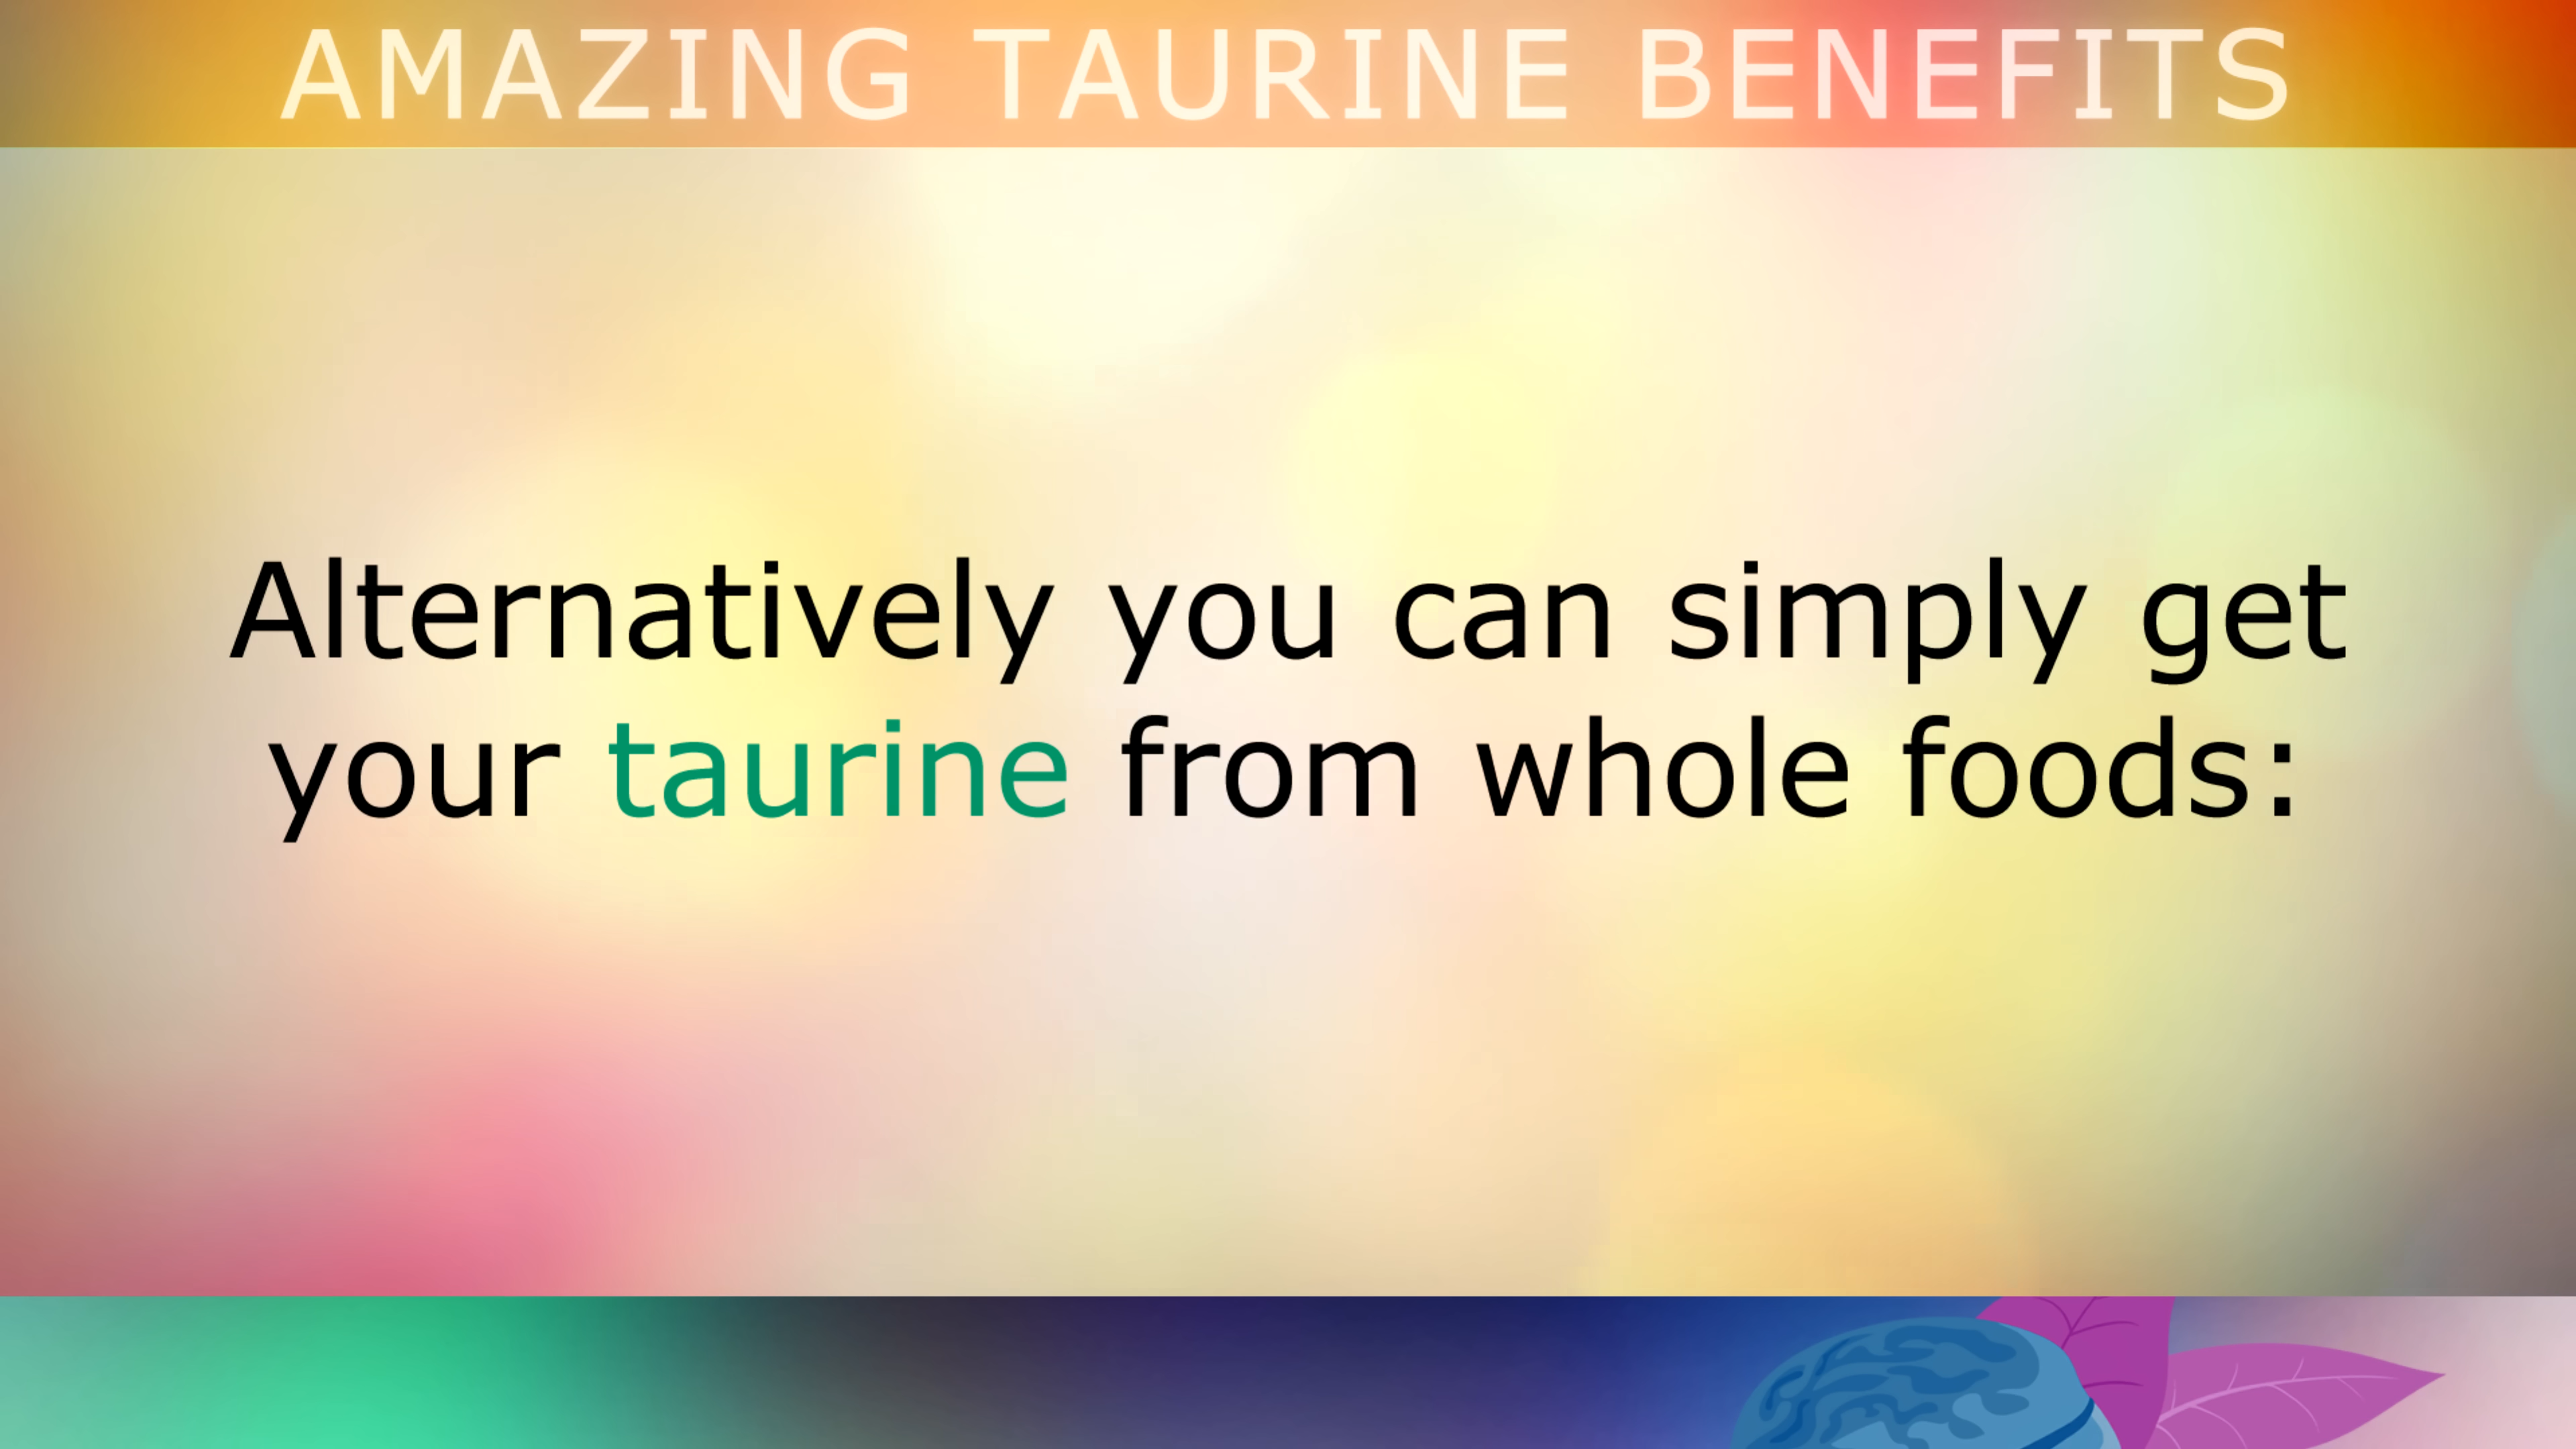 AMAZING TAURINE BENEFITS
Alternatively you can simply get
your taurine from whole foods: